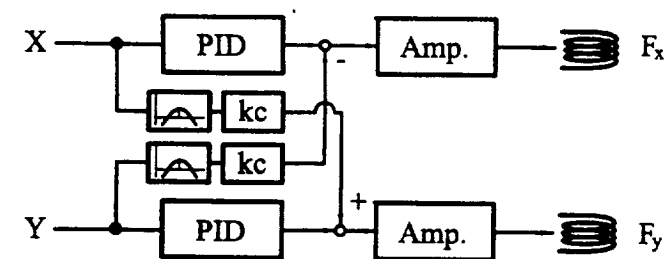 X PID - Amp. Fx
kc
kc
Y PID + Amp. Fy